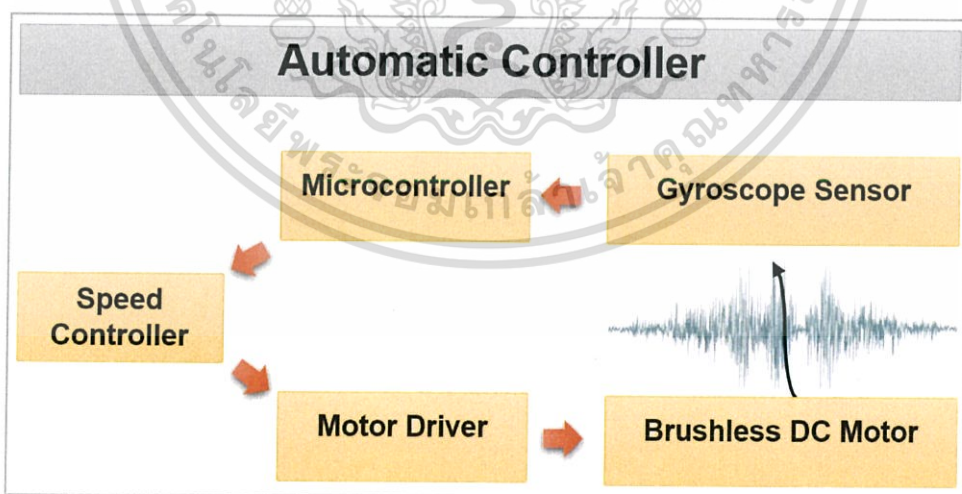 Automatic Controller
Microcontroller
Gyroscope Sensor
Speed
Controller
Motor Driver
Brushless DC Motor